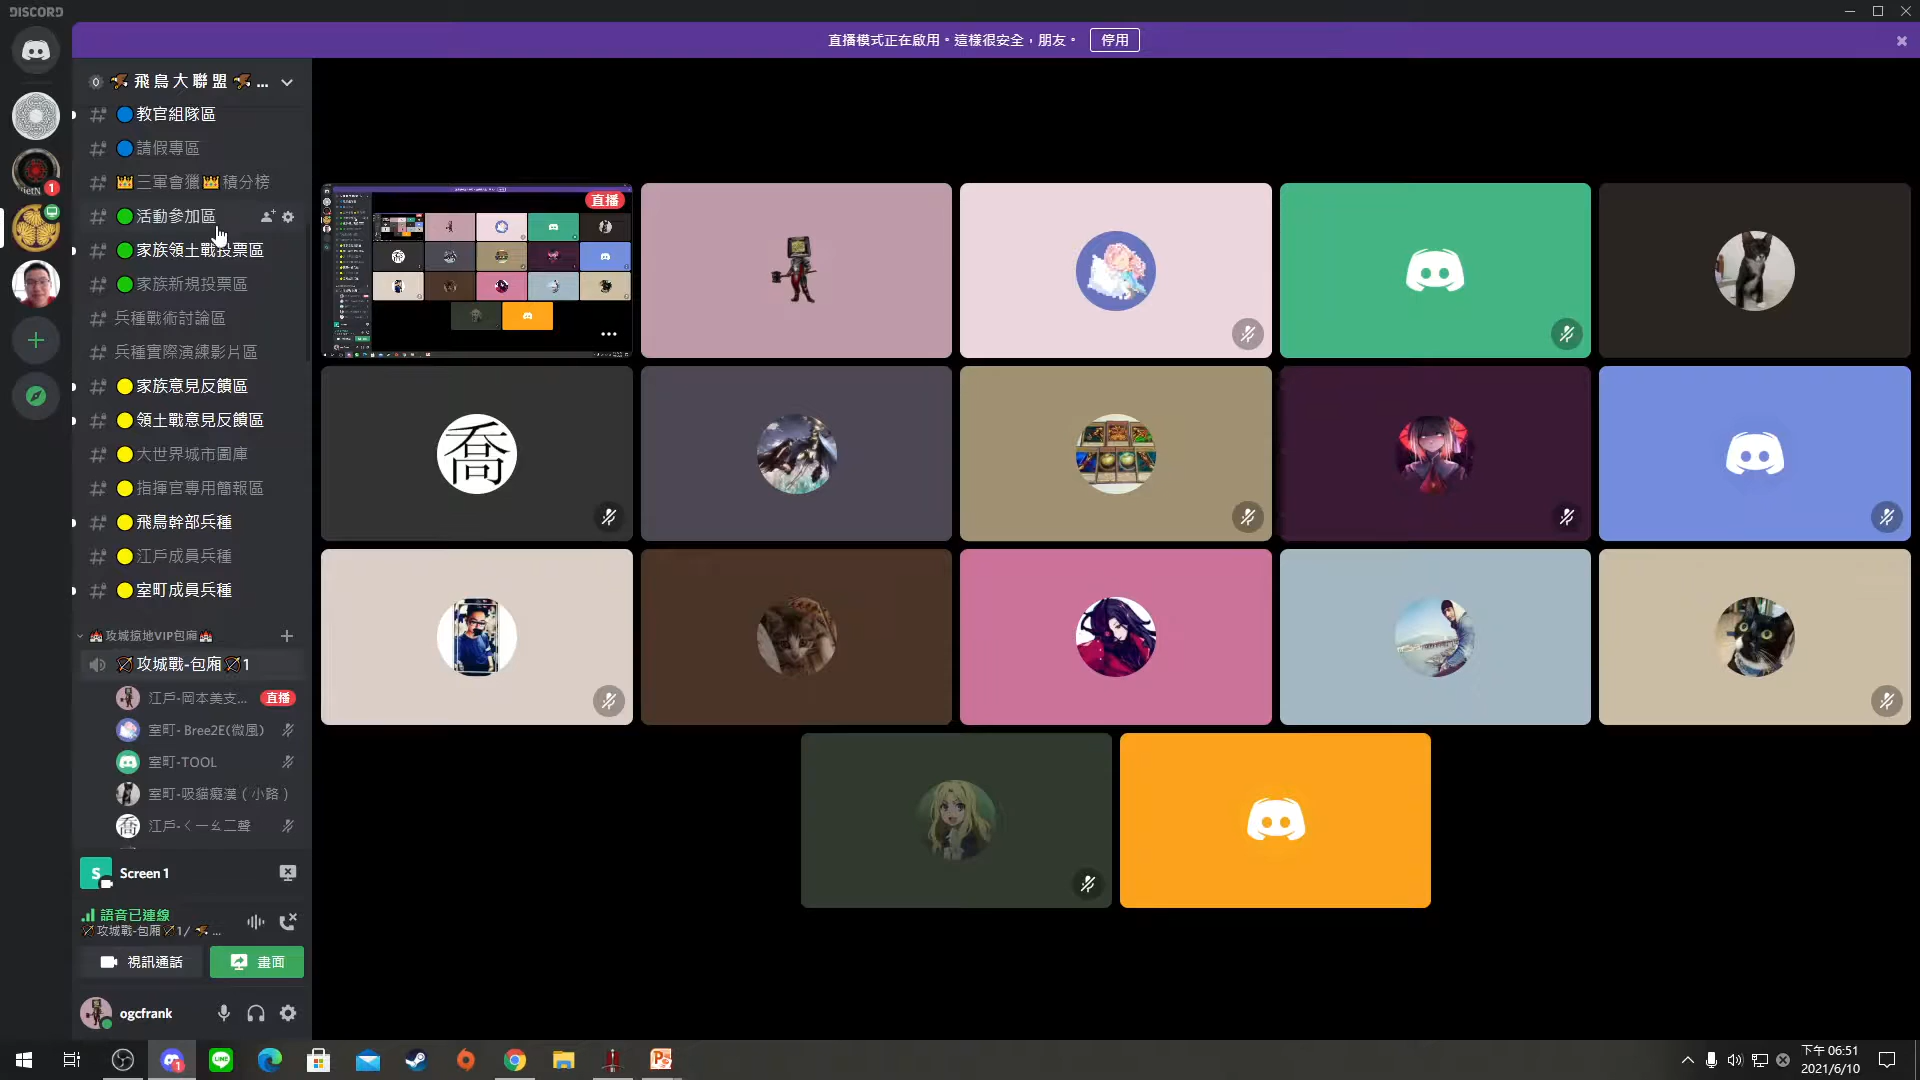 DISCORD
直播模式正在啟用。這樣很安全，朋友。
停用
飛鳥大聯盟 ...
教官組隊區
請假專區
三軍會獵 積分榜
活動參加區
家族領土戰投票區
家族新規投票區
兵種戰術討論區
兵種實際演練影片區
家族意見反饋區
領土戰意見反饋區
大世界城市圖庫
指揮官專用簡報區
飛鳥幹部兵種
江戶成員兵種
室町成員兵種
攻城掠地VIP包廂
攻城戰-包廂 1
江戶-岡本美支... 直播
室町- Bree2E(微風)
室町-TOOL
室町-吸貓癡漢 ( 小路 )
江戶-ㄑㄧㄠ二聲
S Screen 1
語音已連線
攻城戰-包廂 1/ ...
視訊通話
畫面
ogcfrank
直播
喬
1
喬
下午 06:51
2021/6/10